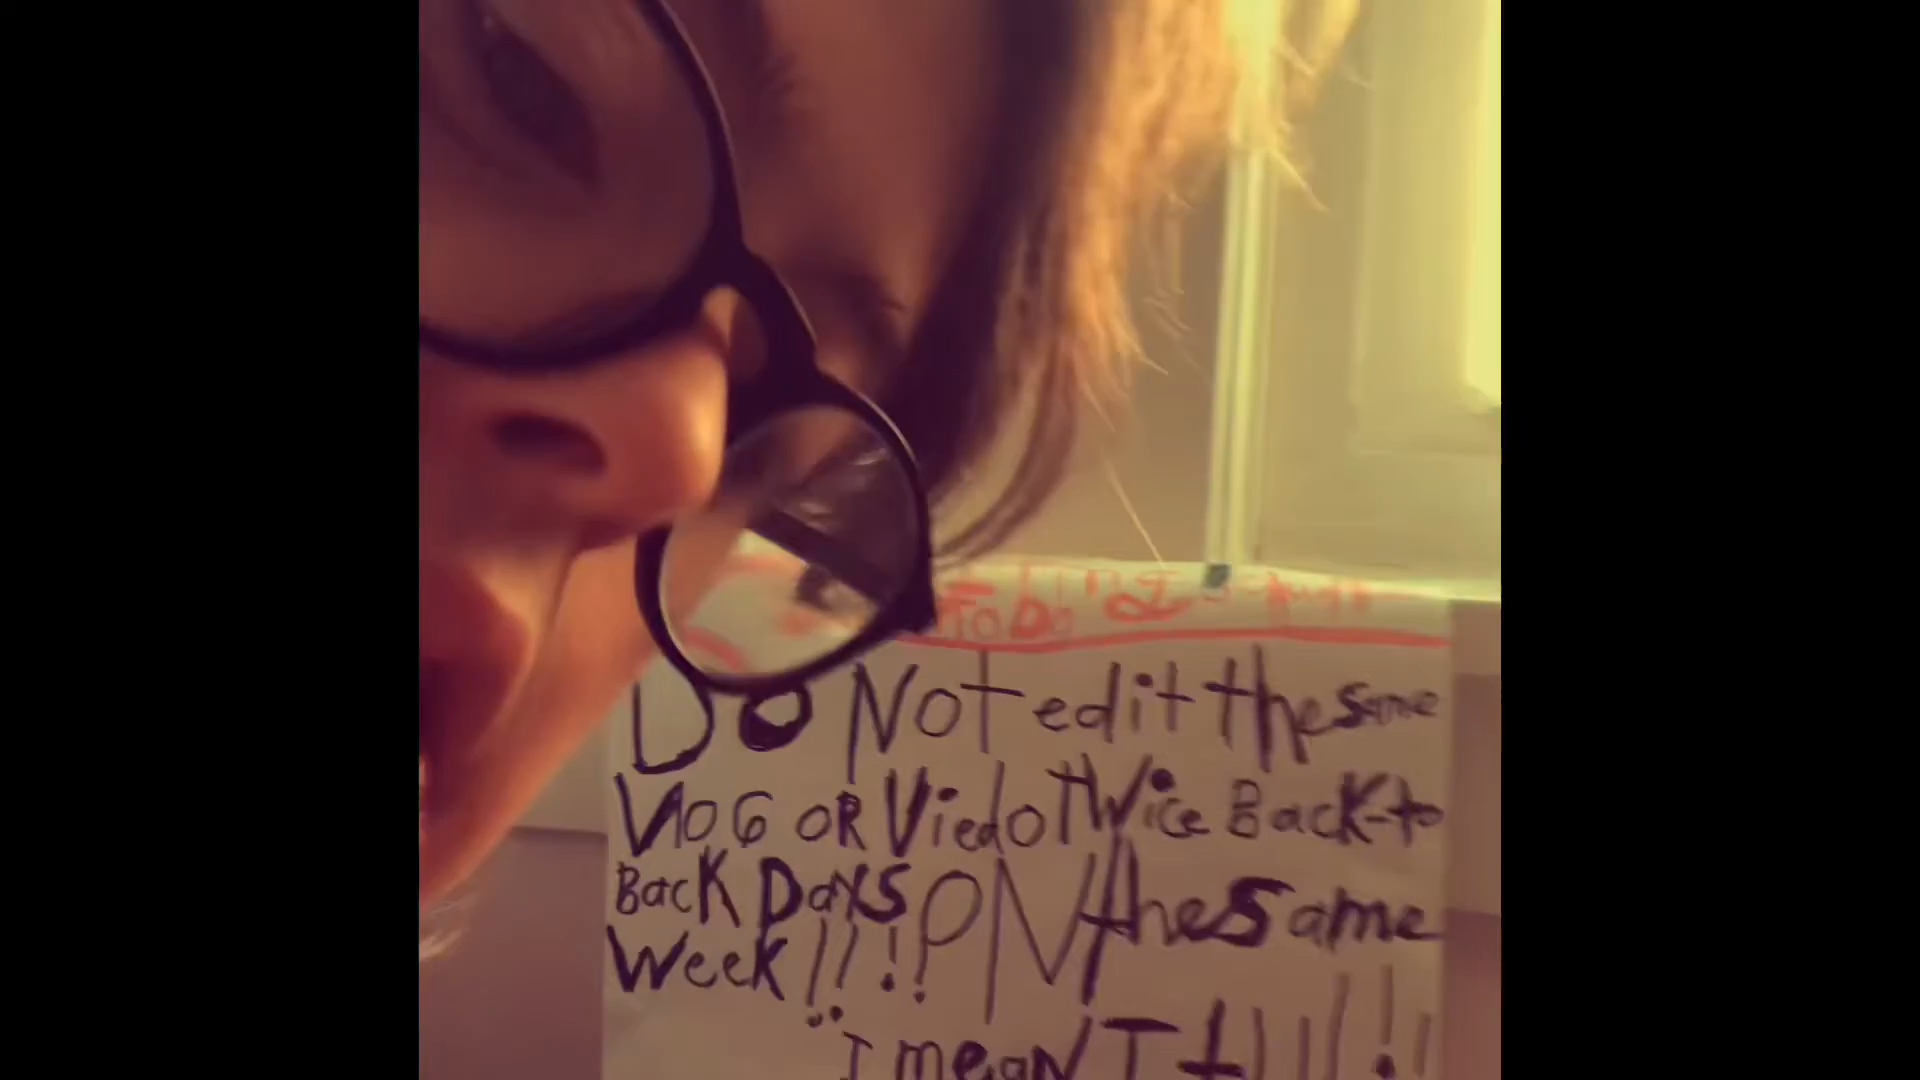 DO NOT edit the same
VlOG OR Viedo tWice Back-to
Back Days!!!! ON the Same
Week!!
I meaN IT!!!!!